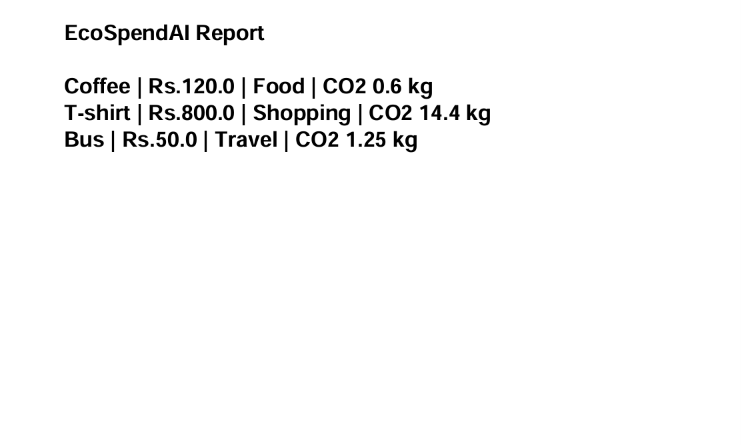 EcoSpendAI Report
Coffee | Rs.120.0 | Food | CO2 0.6 kg
T-shirt | Rs.800.0 | Shopping | CO2 14.4 kg
Bus | Rs.50.0 | Travel | CO2 1.25 kg